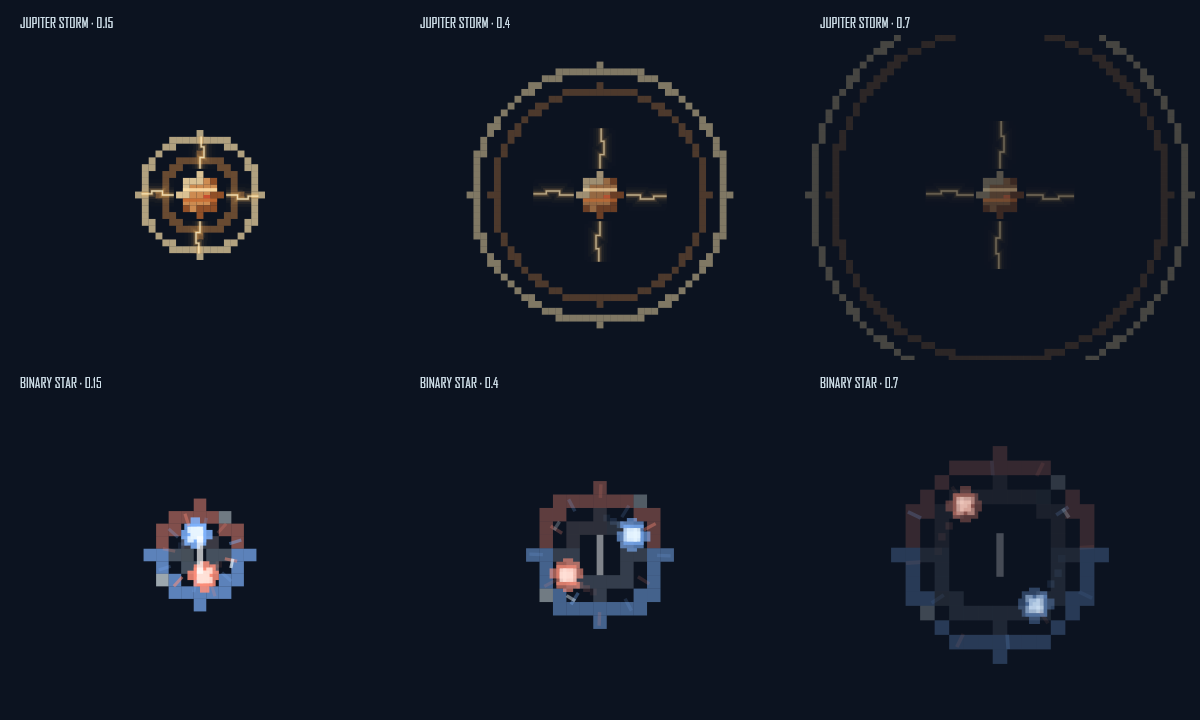 JUPITER STORM · 0.15
JUPITER STORM · 0.4
JUPITER STORM · 0.7
BINARY STAR · 0.15
BINARY STAR · 0.4
BINARY STAR · 0.7